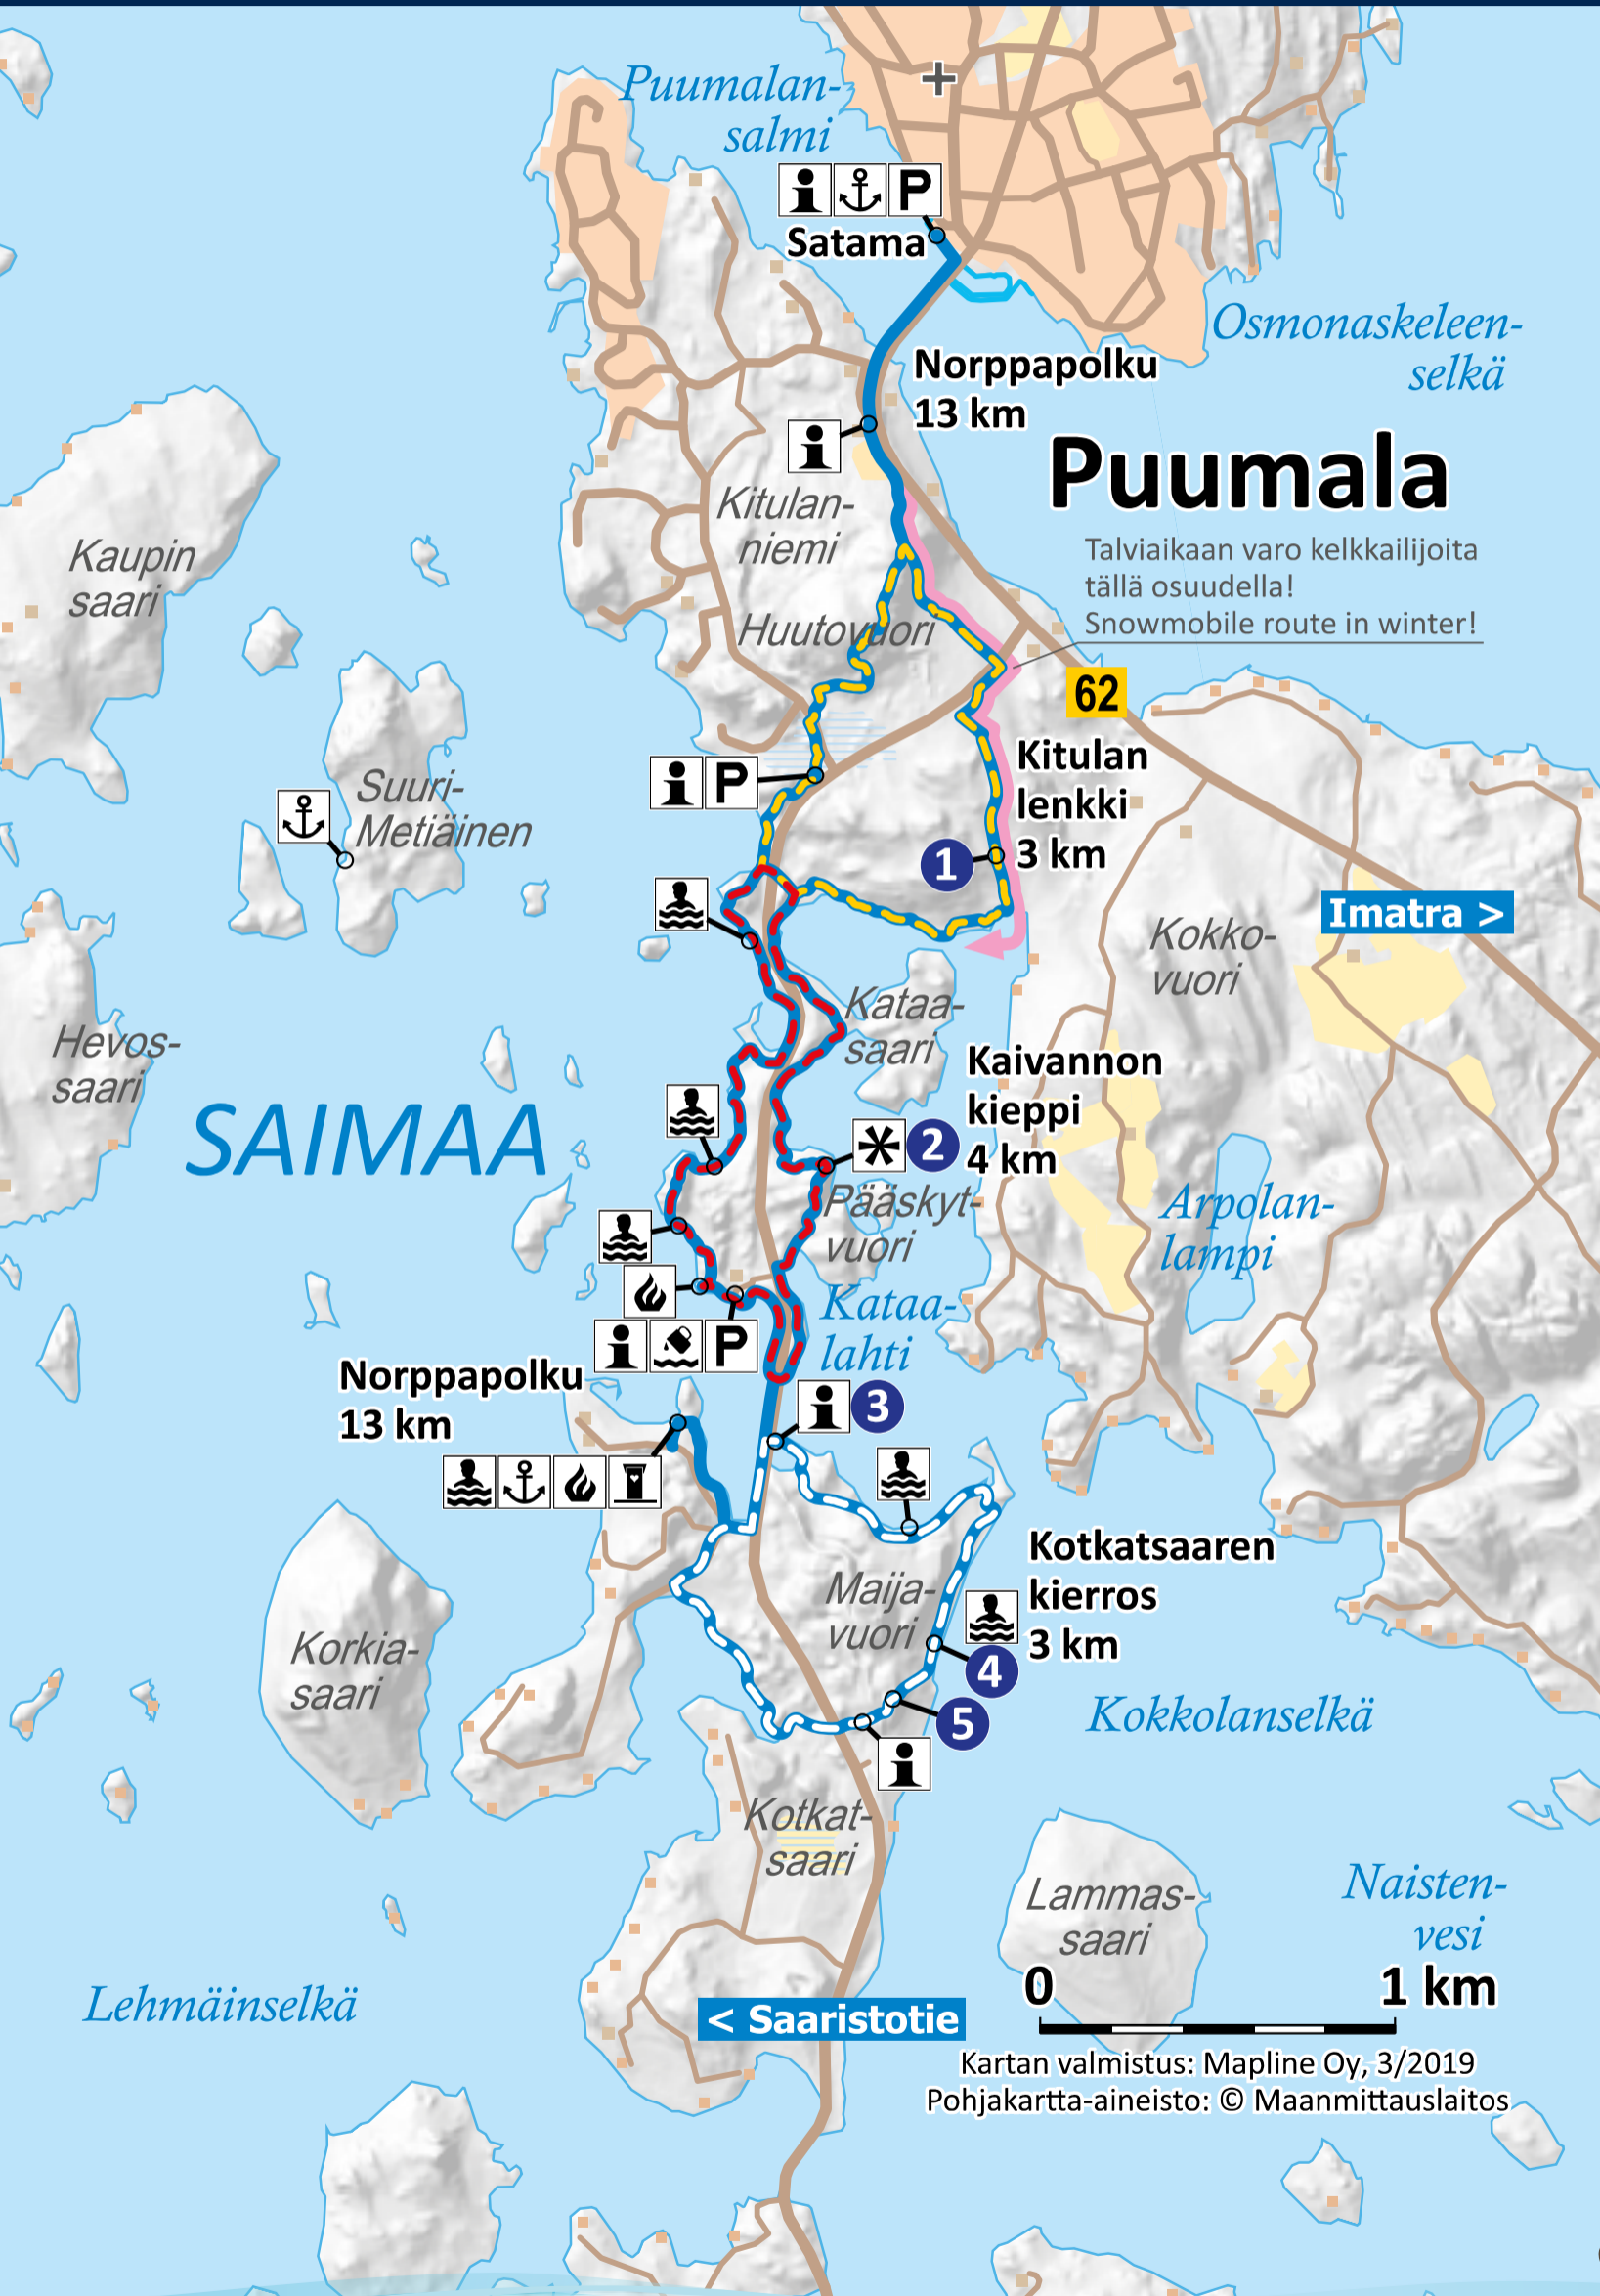 Puumalan-
salmi
P
Satama
Osmonaskeleen-
selkä
Norppapolku
13 km
Puumala
Kitulan-
niemi
Talviaikaan varo kelkkailijoita
tällä osuudella!
Snowmobile route in winter!
Kaupin
saari
Huutovuori
62
Kitulan
lenkki
3 km
P
Suuri-
Metiäinen
1
Imatra >
Kokko-
vuori
Kataa-
saari
Hevos-
saari
Kaivannon
kieppi
4 km
SAIMAA
2
Pääskyt-
vuori
Arpolan-
lampi
Kataa-
lahti
P
Norppapolku
13 km
3
Kotkatsaaren
kierros
3 km
Maija-
vuori
Korkia-
saari
4
5
Kokkolanselkä
Kotkat-
saari
Lammas-
saari
Naisten-
vesi
Lehmäinselkä
0 1 km
< Saaristotie
Kartan valmistus: Mapline Oy, 3/2019
Pohjakartta-aineisto: © Maanmittauslaitos